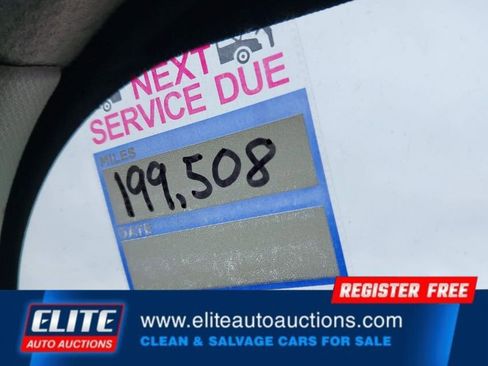 NEXT
SERVICE DUE
MILES
199,508
DATE
REGISTER FREE
ELITE
AUTO AUCTIONS
www.eliteautoauctions.com
CLEAN & SALVAGE CARS FOR SALE